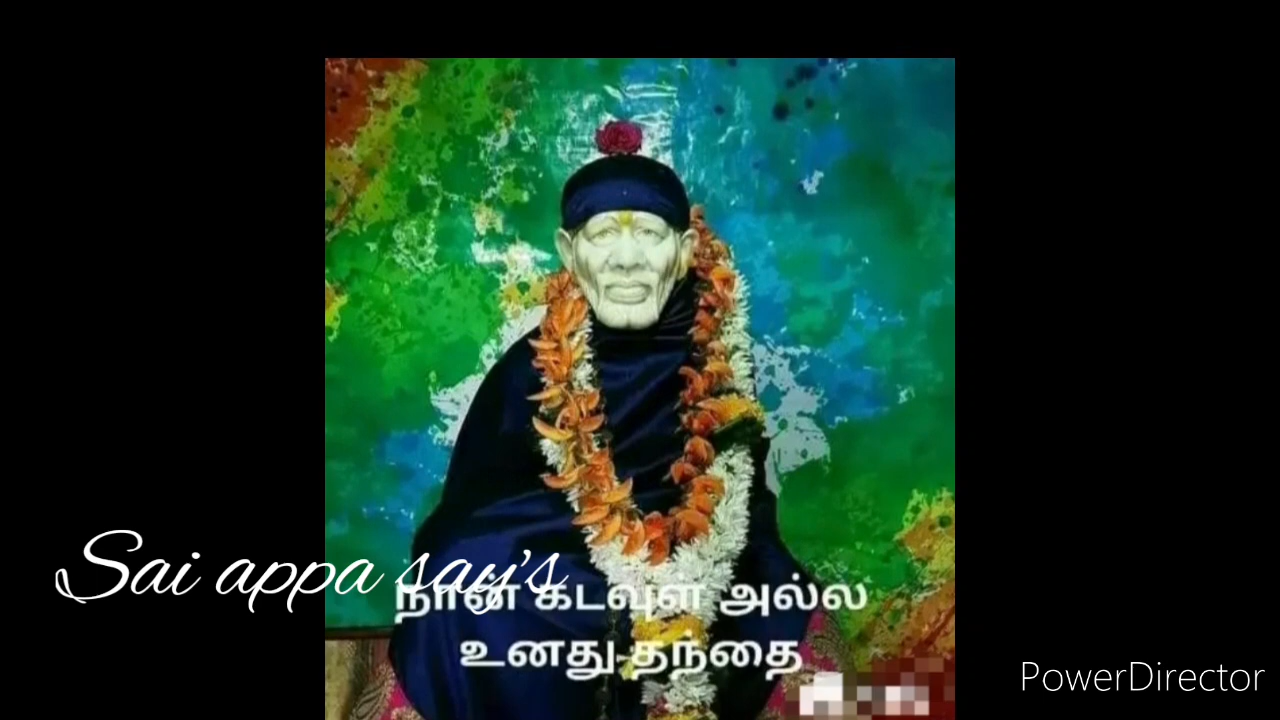 Sai appa say's
நான் கடவுள் அல்ல
உனது தந்தை
PowerDirector